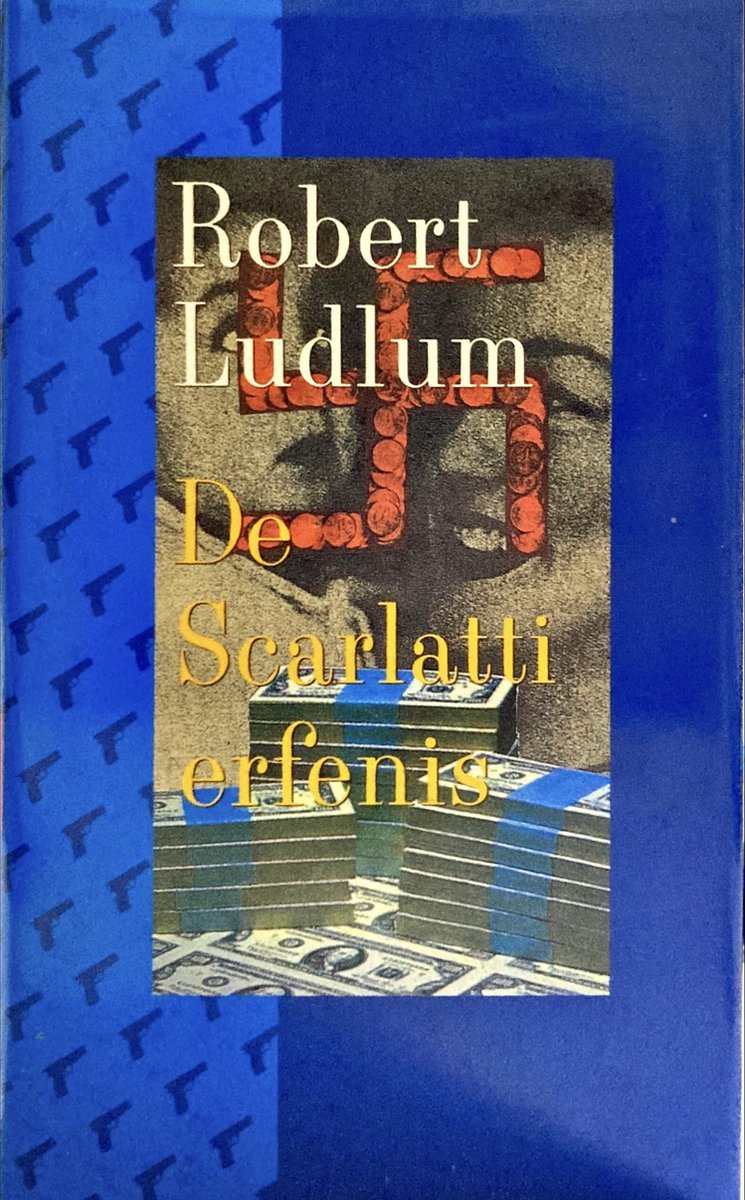 Robert
Ludlum
De
Scarlatti
erfenis